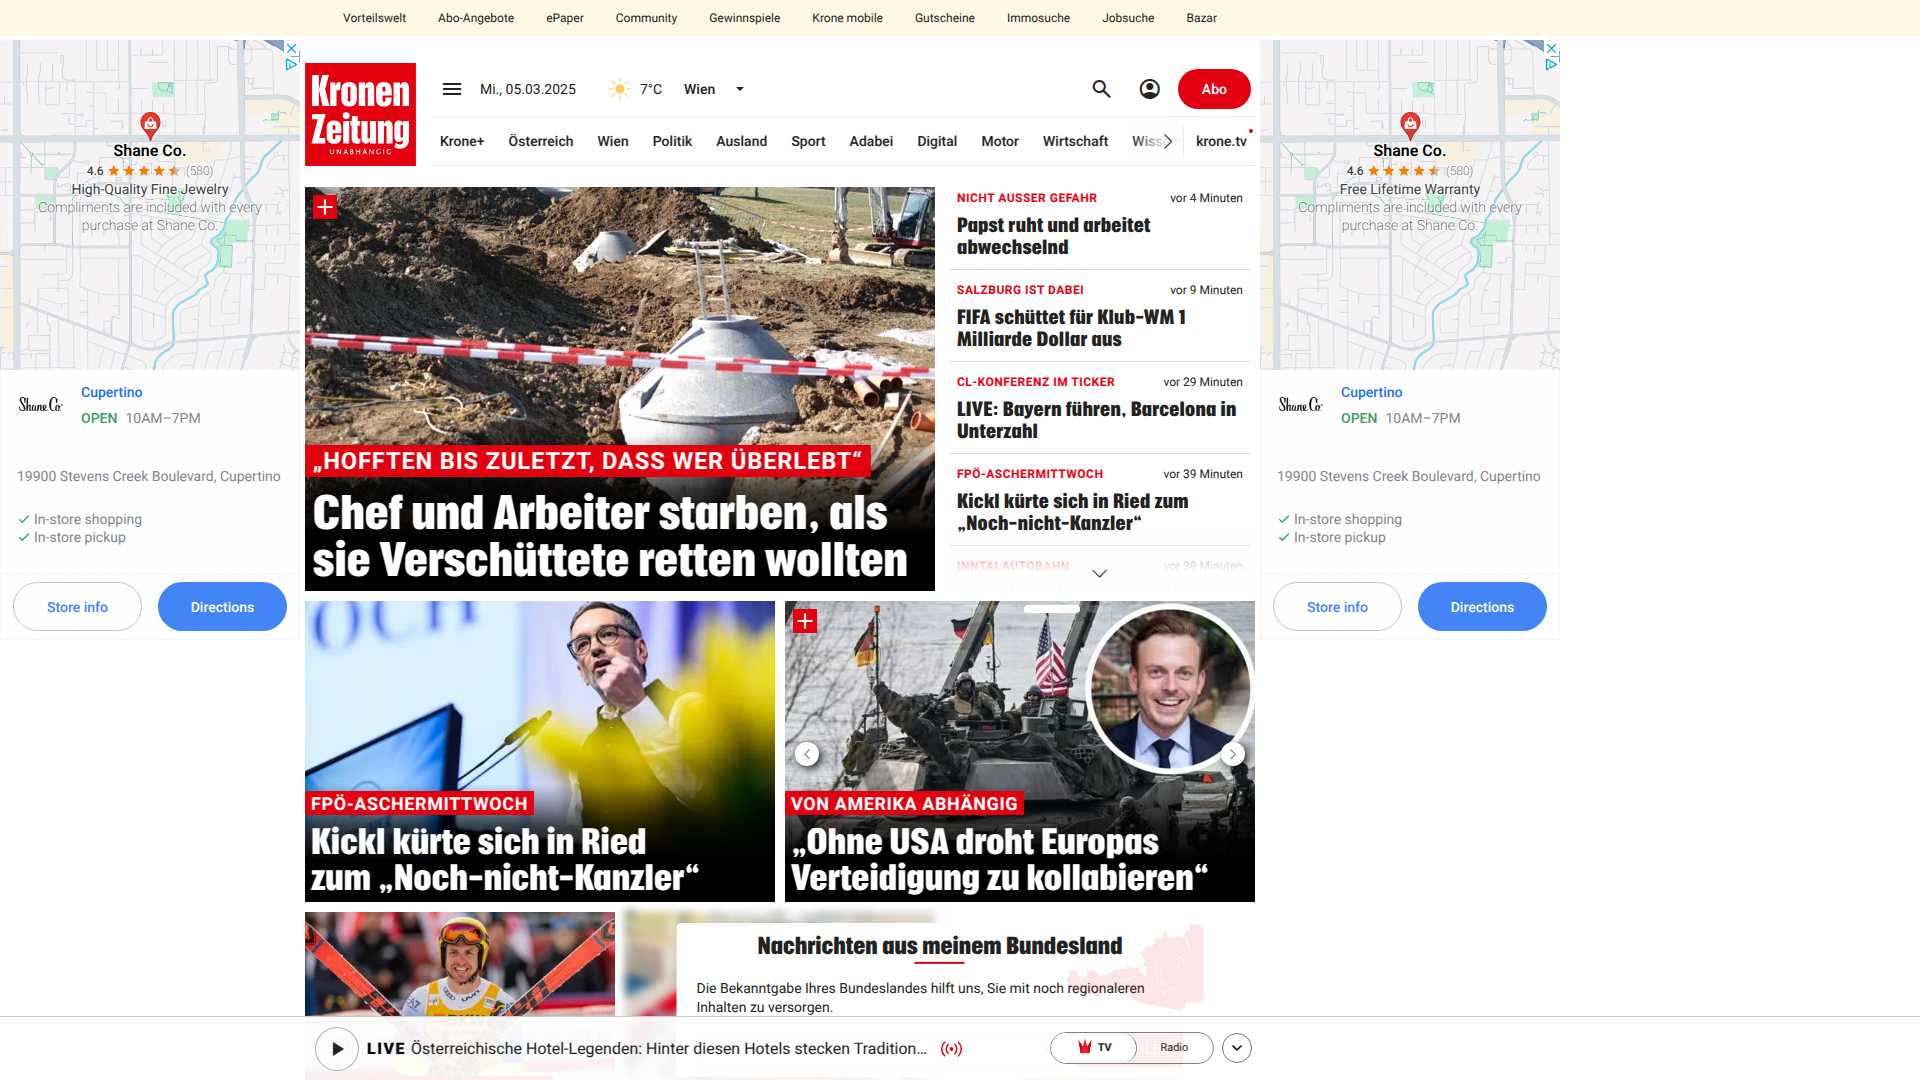 Vorteilswelt
Abo-Angebote
ePaper
Community
Gewinnspiele
Krone mobile
Gutscheine
Immosuche
Jobsuche
Bazar
Kronen
Zeitung
UNABHÄNGIG
Mi., 05.03.2025
7°C
Wien
Abo
Krone+
Österreich
Wien
Politik
Ausland
Sport
Adabei
Digital
Motor
Wirtschaft
krone.tv
Shane Co.
4.6 (580)
High-Quality Fine Jewelry
Compliments are included with every
purchase at Shane Co.
Shane Co
Cupertino
OPEN 10AM–7PM
19900 Stevens Creek Boulevard, Cupertino
In-store shopping
In-store pickup
Store info
Directions
„HOFFTEN BIS ZULETZT, DASS WER ÜBERLEBT“
Chef und Arbeiter starben, als
sie Verschüttete retten wollten
NICHT AUSSER GEFAHR
vor 4 Minuten
Papst ruht und arbeitet
abwechselnd
SALZBURG IST DABEI
vor 9 Minuten
FIFA schüttet für Klub-WM 1
Milliarde Dollar aus
CL-KONFERENZ IM TICKER
vor 29 Minuten
LIVE: Bayern führen, Barcelona in
Unterzahl
FPÖ-ASCHERMITTWOCH
vor 39 Minuten
Kickl kürte sich in Ried zum
„Noch-nicht-Kanzler“
INNTALAUTOBAHN
vor 39 Minuten
Shane Co.
4.6 (580)
Free Lifetime Warranty
Compliments are included with every
purchase at Shane Co.
Shane Co
Cupertino
OPEN 10AM–7PM
19900 Stevens Creek Boulevard, Cupertino
In-store shopping
In-store pickup
Store info
Directions
FPÖ-ASCHERMITTWOCH
Kickl kürte sich in Ried
zum „Noch-nicht-Kanzler“
VON AMERIKA ABHÄNGIG
„Ohne USA droht Europas
Verteidigung zu kollabieren“
Nachrichten aus meinem Bundesland
Die Bekanntgabe Ihres Bundeslandes hilft uns, Sie mit noch regionaleren
Inhalten zu versorgen.
LIVE Österreichische Hotel-Legenden: Hinter diesen Hotels stecken Tradition...
TV
Radio